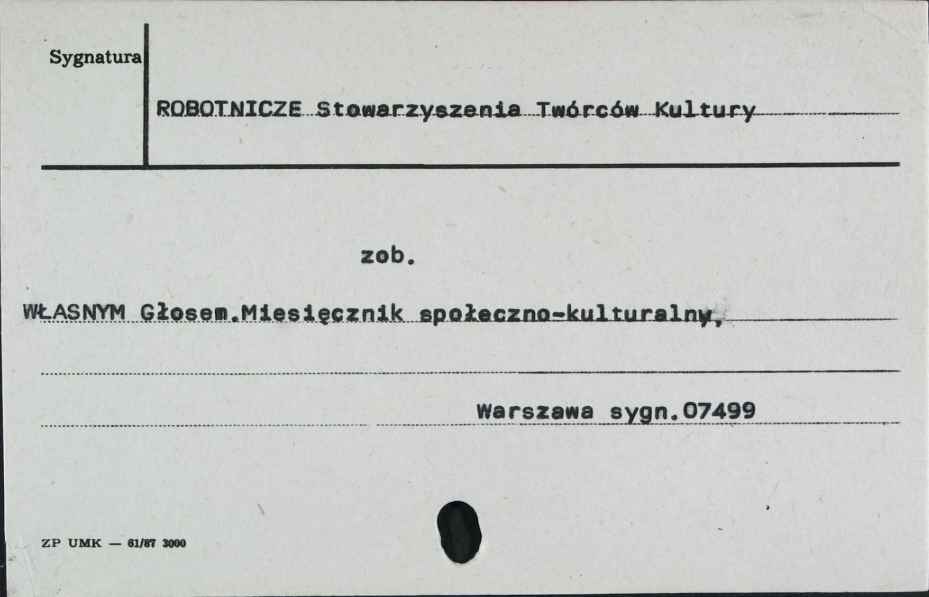 Sygnatura
ROBOTNICZE Stowarzyszenia Twórców Kultury
zob.
WŁASNYM Głosem.Miesięcznik społeczno-kulturalny,
Warszawa sygn.07499
ZP UMK — 61/87 3000